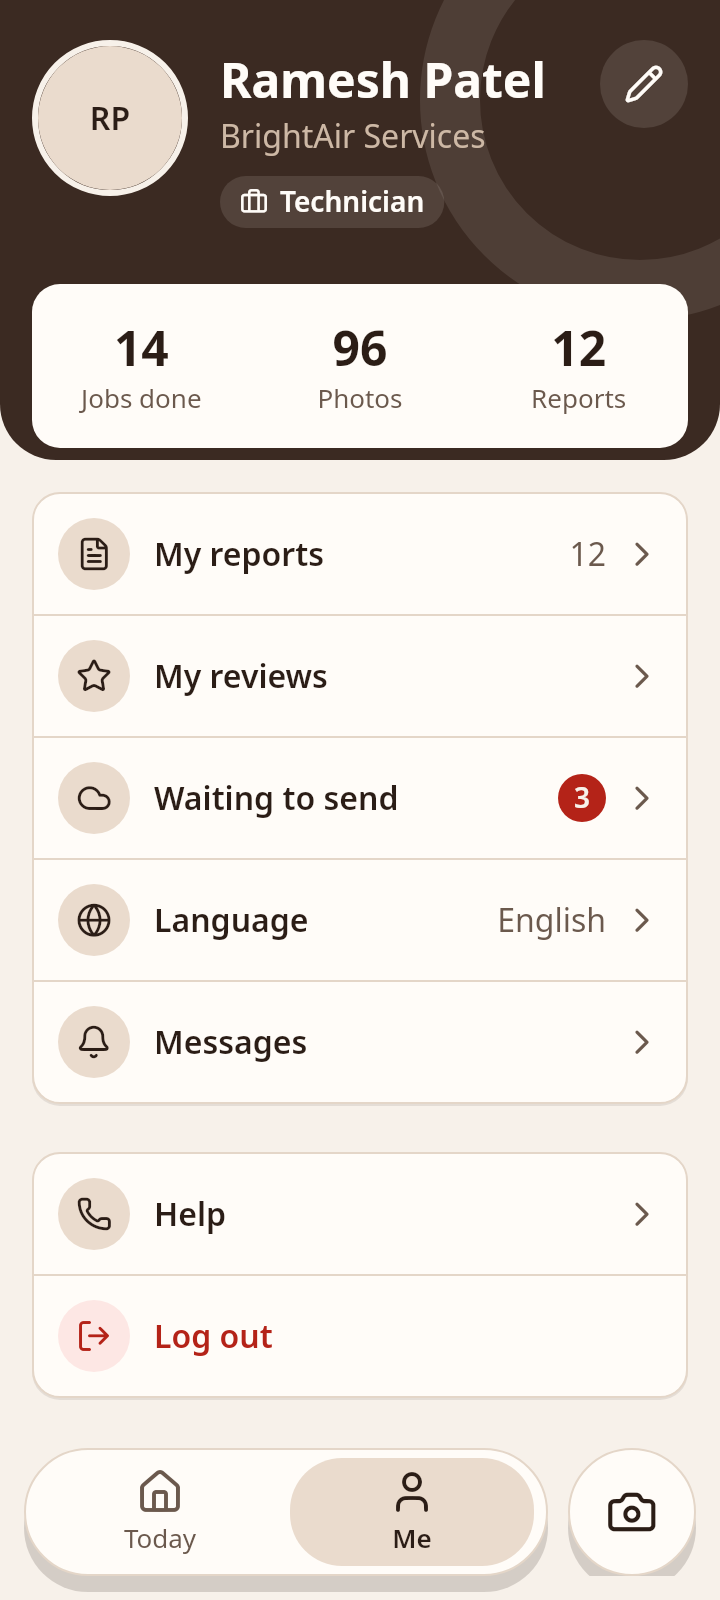 RP
Ramesh Patel
BrightAir Services
Technician
14
Jobs done
96
Photos
12
Reports
My reports 12
My reviews
Waiting to send 3
Language English
Messages
Help
Log out
Today
Me